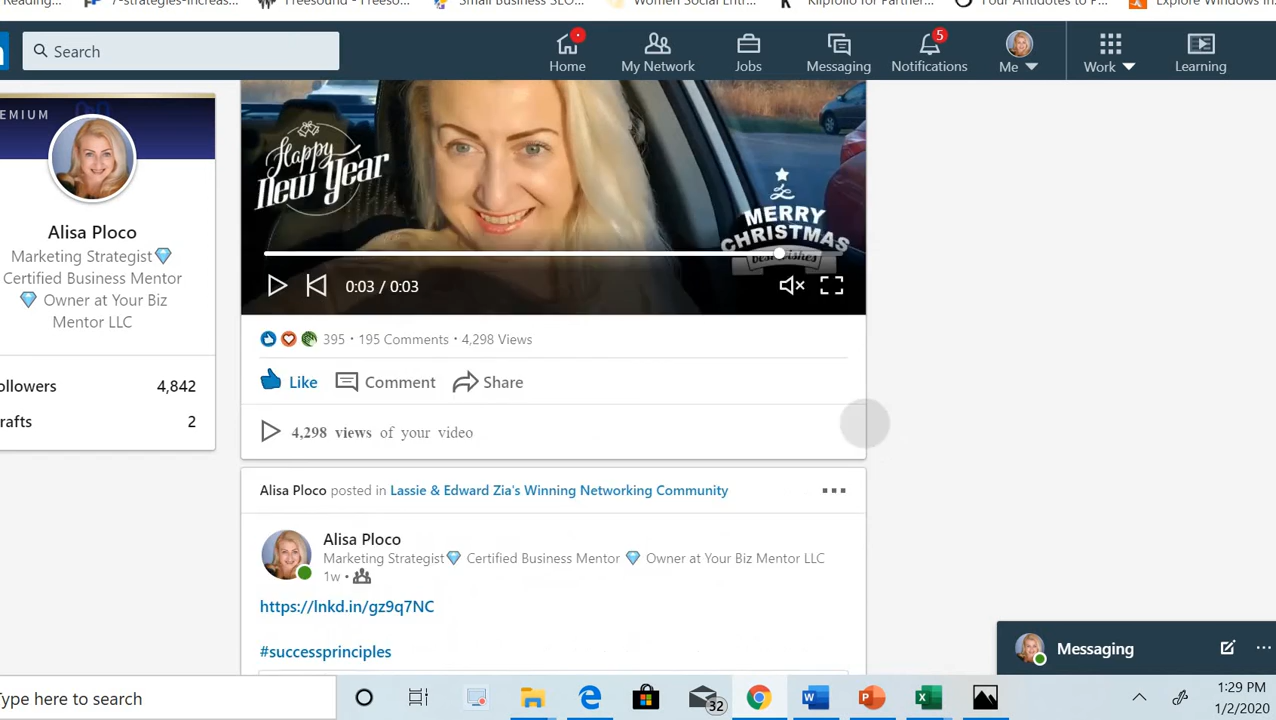 Reading...
7-strategies-increas...
Freesound - Freeso...
Small Business SEO...
Women Social Entr...
Klipfolio for Partner...
Your Antidotes to P...
Explore Windows In
Search
Home
My Network
Jobs
Messaging
5
Notifications
Me
Work
Learning
EMIUM
Alisa Ploco
Marketing Strategist💎
Certified Business Mentor
💎 Owner at Your Biz
Mentor LLC
ollowers 4,842
rafts 2
Happy
New Year
& MERRY
CHRISTMAS
best wishes
0:03 / 0:03
395 • 195 Comments • 4,298 Views
Like Comment Share
4,298 views of your video
Alisa Ploco posted in Lassie & Edward Zia's Winning Networking Community
Alisa Ploco
Marketing Strategist💎 Certified Business Mentor 💎 Owner at Your Biz Mentor LLC
1w •
https://lnkd.in/gz9q7NC
#successprinciples
Messaging
Type here to search
32
1:29 PM
1/2/2020